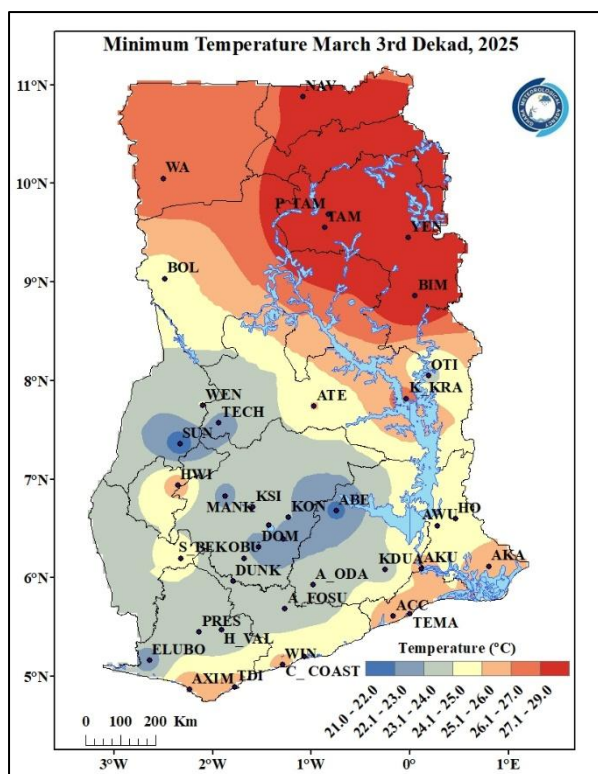 Minimum Temperature March 3rd Dekad, 2025
11°N
NAV
10°N
WA
P_TAM
TAM
YEN
9°N
BOL
BIM
OTI
8°N
K_KRA
WEN
ATE
TECH
SUN
7°N
HWI
MANK
KSI
KON
ABE
AWU
HO
DOM
S_BEKOBU
KDUA
AKU
AKA
6°N
DUNK
A_ODA
A_FOSU
ACC
TEMA
PRES
H_VAL
ELUBO
WIN
C_COAST
Temperature (°C)
5°N
AXIM
TDI
21.0 - 22.0
22.1 - 23.0
23.1 - 24.0
24.1 - 25.0
25.1 - 26.0
26.1 - 27.0
27.1 - 29.0
0 100 200 Km
3°W 2°W 1°W 0° 1°E